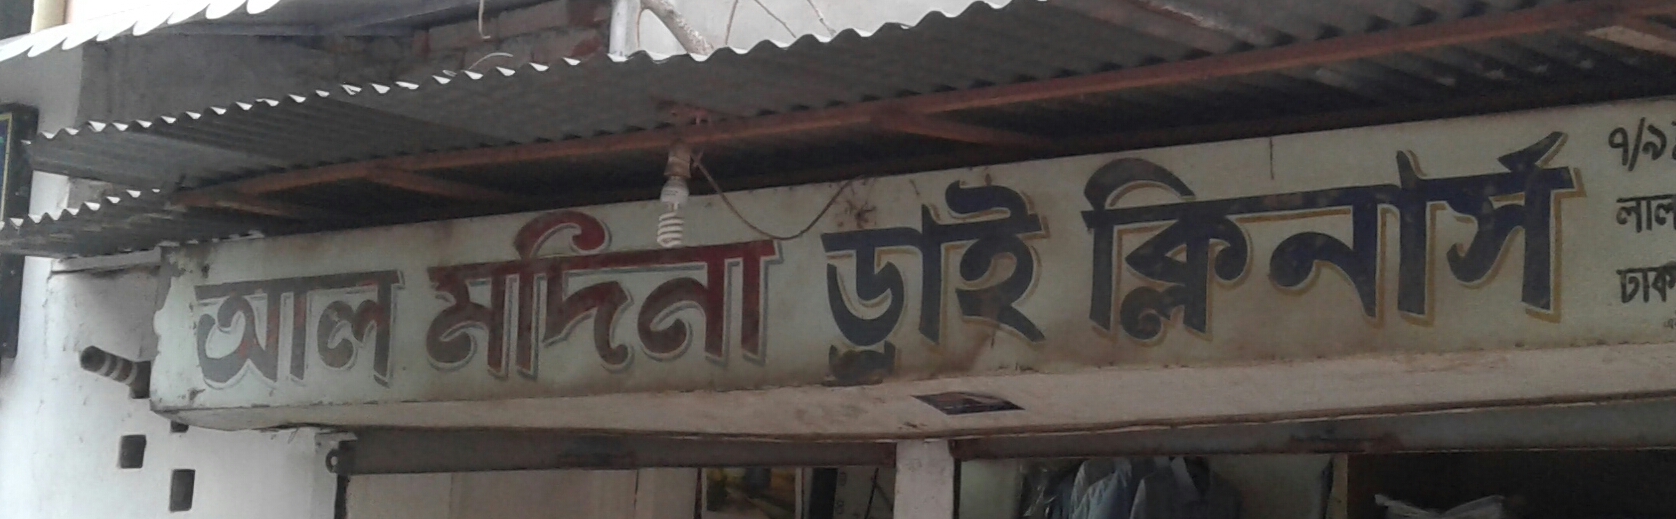 আল মদিনা ড্রাই ক্লিনার্স